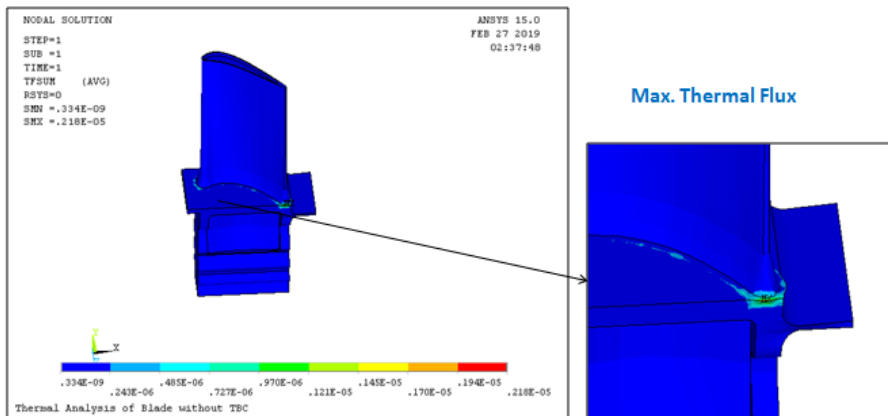 NODAL SOLUTION
STEP=1
SUB =1
TIME=1
TFSUM (AVG)
RSYS=0
SMN =.334E-09
SMX =.218E-05
ANSYS 15.0
FEB 27 2019
02:37:48
Max. Thermal Flux
X
.334E-09
.243E-06
.485E-06
.727E-06
.970E-06
.121E-05
.145E-05
.170E-05
.194E-05
.218E-05
Thermal Analysis of Blade without TBC